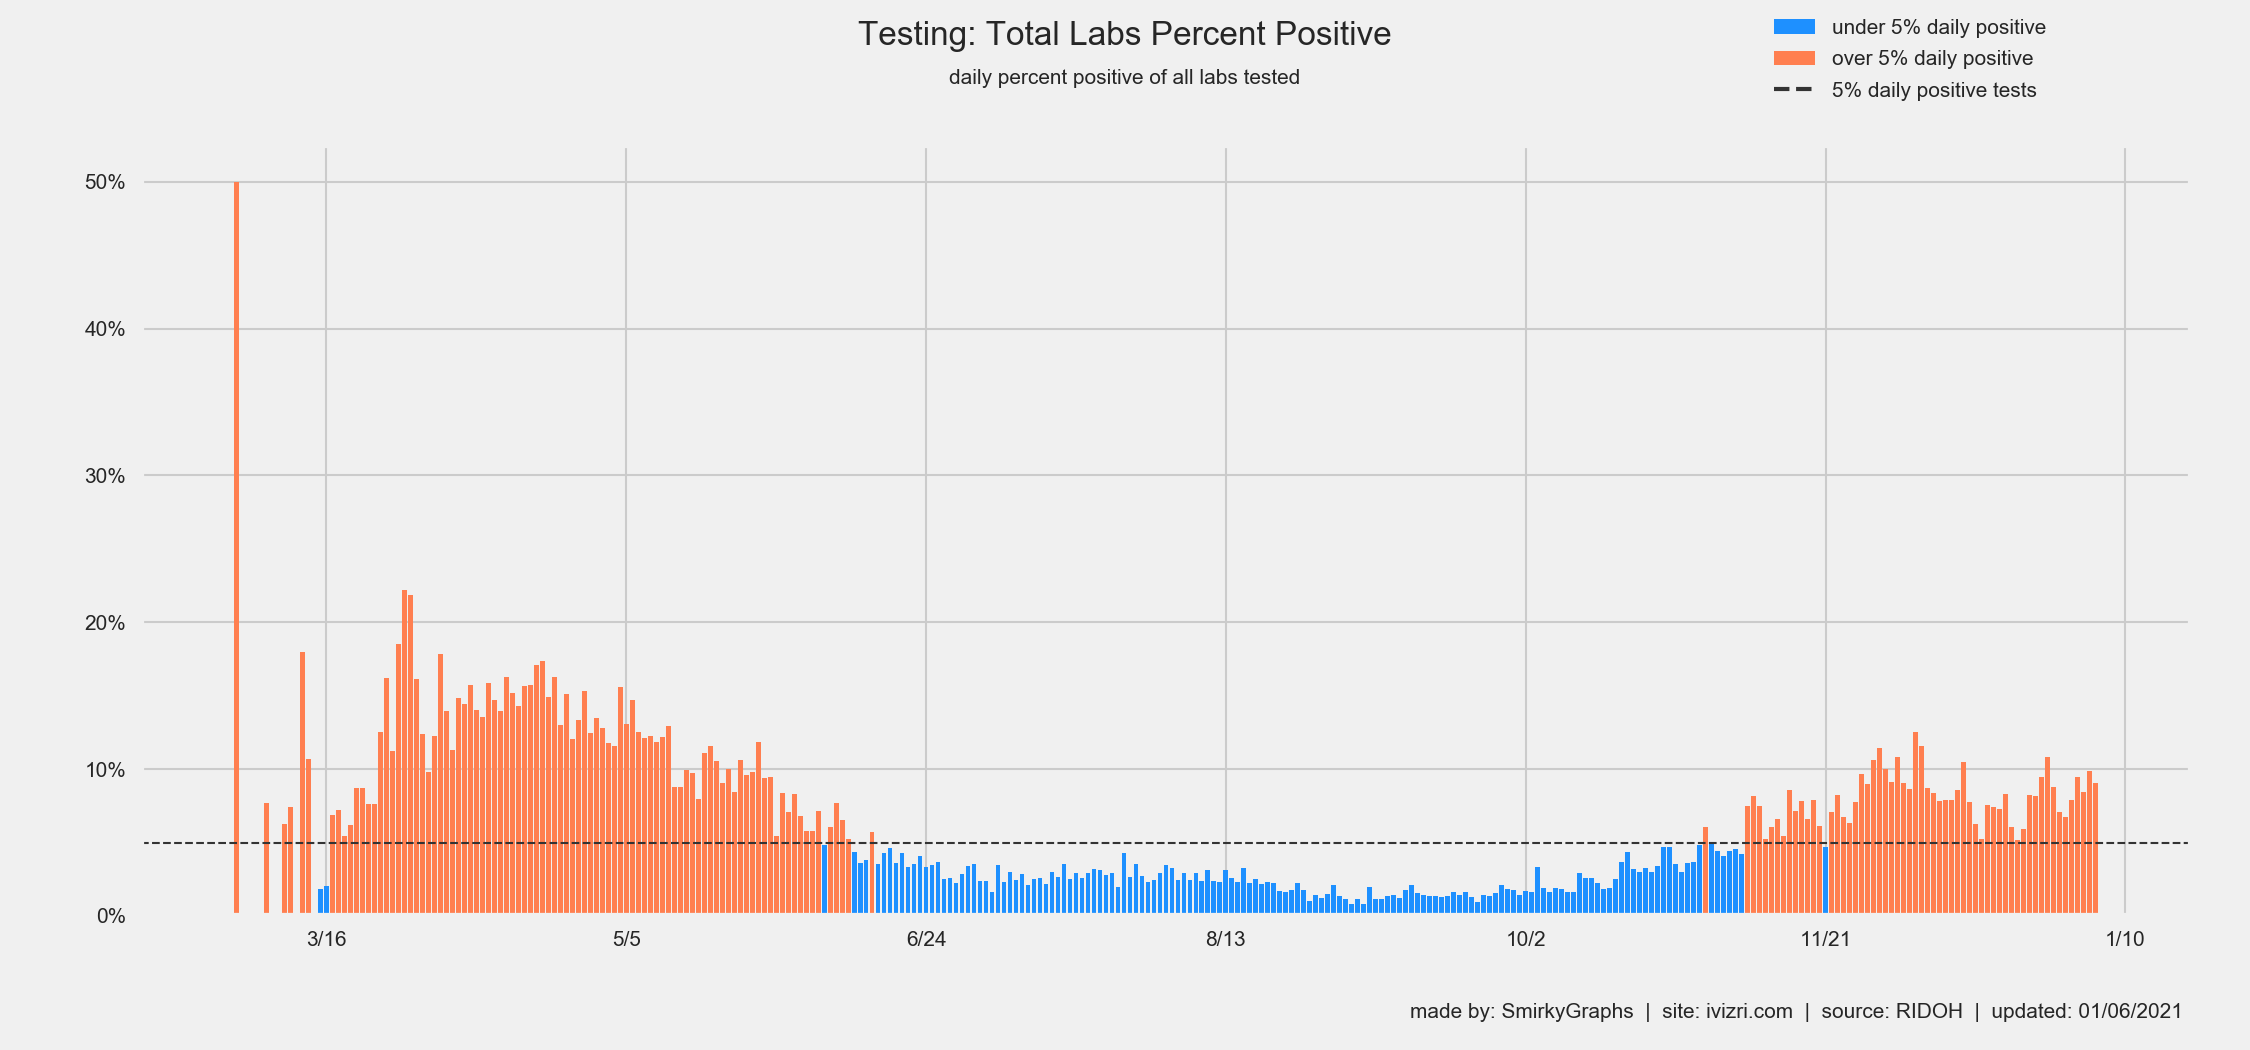 Testing: Total Labs Percent Positive
daily percent positive of all labs tested
under 5% daily positive
over 5% daily positive
5% daily positive tests
50%
40%
30%
20%
10%
0%
3/16
5/5
6/24
8/13
10/2
11/21
1/10
made by: SmirkyGraphs | site: ivizri.com | source: RIDOH | updated: 01/06/2021